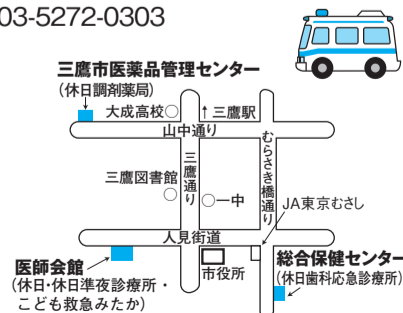 03-5272-0303
三鷹市医薬品管理センター
(休日調剤薬局)
大成高校
↑三鷹駅
山中通り
三鷹通り
むらさき橋通り
三鷹図書館
一中
JA東京むさし
人見街道
医師会館
(休日・休日準夜診療所・
こども救急みたか)
市役所
総合保健センター
(休日歯科応急診療所)